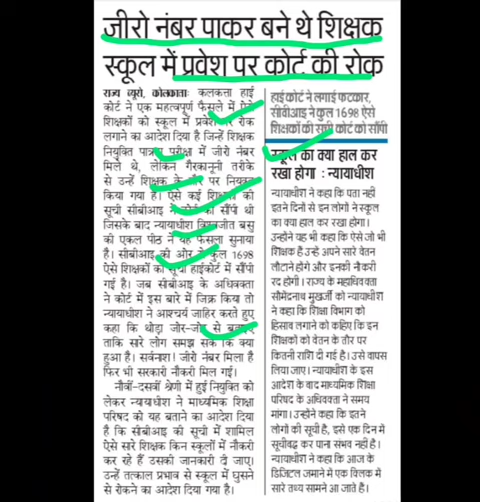 जीरो नंबर पाकर बने थे शिक्षक
स्कूल में प्रवेश पर कोर्ट की रोक
राज्य ब्यूरो, कोलकाताः कलकत्ता हाई
कोर्ट ने एक महत्वपूर्ण फैसले में ऐसे
शिक्षकों को स्कूल में प्रवेश पर रोक
लगाने का आदेश दिया है जिन्हें शिक्षक
नियुक्ति पात्रता परीक्षा में जीरो नंबर
मिले थे, लेकिन गैरकानूनी तरीके
से उन्हें शिक्षक के तौर पर नियुक्त
किया गया है। ऐसे कई शिक्षकों को
सूची सीबीआइ ने कोर्ट को सौंपी थी
जिसके बाद न्यायाधीश विश्वजीत बसु
की एकल पीठ ने यह फैसला सुनाया
है। सीबीआइ की ओर से कुल 1698
ऐसे शिक्षकों की सूची हाईकोर्ट में सौंपी
गई है। जब सीबीआइ के अधिवक्ता
ने कोर्ट में इस बारे में जिक्र किया तो
न्यायाधीश ने आश्चर्य जाहिर करते हुए
कहा कि थोड़ा जोर-जोर से बताइए
ताकि सारे लोग समझ सकें कि क्या
हुआ है। सर्वनाश! जीरो नंबर मिला है
फिर भी सरकारी नौकरी मिल गई।
नौवीं-दसवीं श्रेणी में हुई नियुक्ति को
लेकर न्यायाधीश ने माध्यमिक शिक्षा
परिषद को यह बताने का आदेश दिया
है कि सीबीआइ की सूची में शामिल
ऐसे सारे शिक्षक किन स्कूलों में नौकरी
कर रहे हैं उसकी जानकारी दी जाए।
उन्हें तत्काल प्रभाव से स्कूल में घुसने
से रोकने का आदेश दिया गया है।
हाई कोर्ट ने लगाई फटकार,
सीबीआइ ने कुल 1698 ऐसे
शिक्षकों की सूची कोर्ट को सौंपी
स्कूल का क्या हाल कर
रखा होगा : न्यायाधीश
न्यायाधीश ने कहा कि पता नहीं
इतने दिनों से इन लोगों ने स्कूल
का क्या हाल कर रखा होगा।
उन्होंने यह भी कहा कि ऐसे जो भी
शिक्षक है उन्हें अपने सारे वेतन
लौटाने होंगे और इनकी नौकरी
रद होगी। राज्य के महाधिवक्ता
सौमेंद्रनाथ मुखर्जी को न्यायाधीश
ने कहा कि शिक्षा विभाग को
हिसाब लगाने को कहिए कि इन
शिक्षकों को वेतन के तौर पर
कितनी राशि दी गई है। उसे वापस
लिया जाए। न्यायाधीश के इस
आदेश के बाद माध्यमिक शिक्षा
परिषद के अधिवक्ता ने समय
मांगा। उन्होंने कहा कि इतने
लोगों की सूची है, इसे एक दिन में
सूचीबद्ध कर पाना संभव नहीं है।
न्यायाधीश ने कहा कि आज के
डिजिटल जमाने में एक क्लिक में
सारे तथ्य सामने आ जाते है।